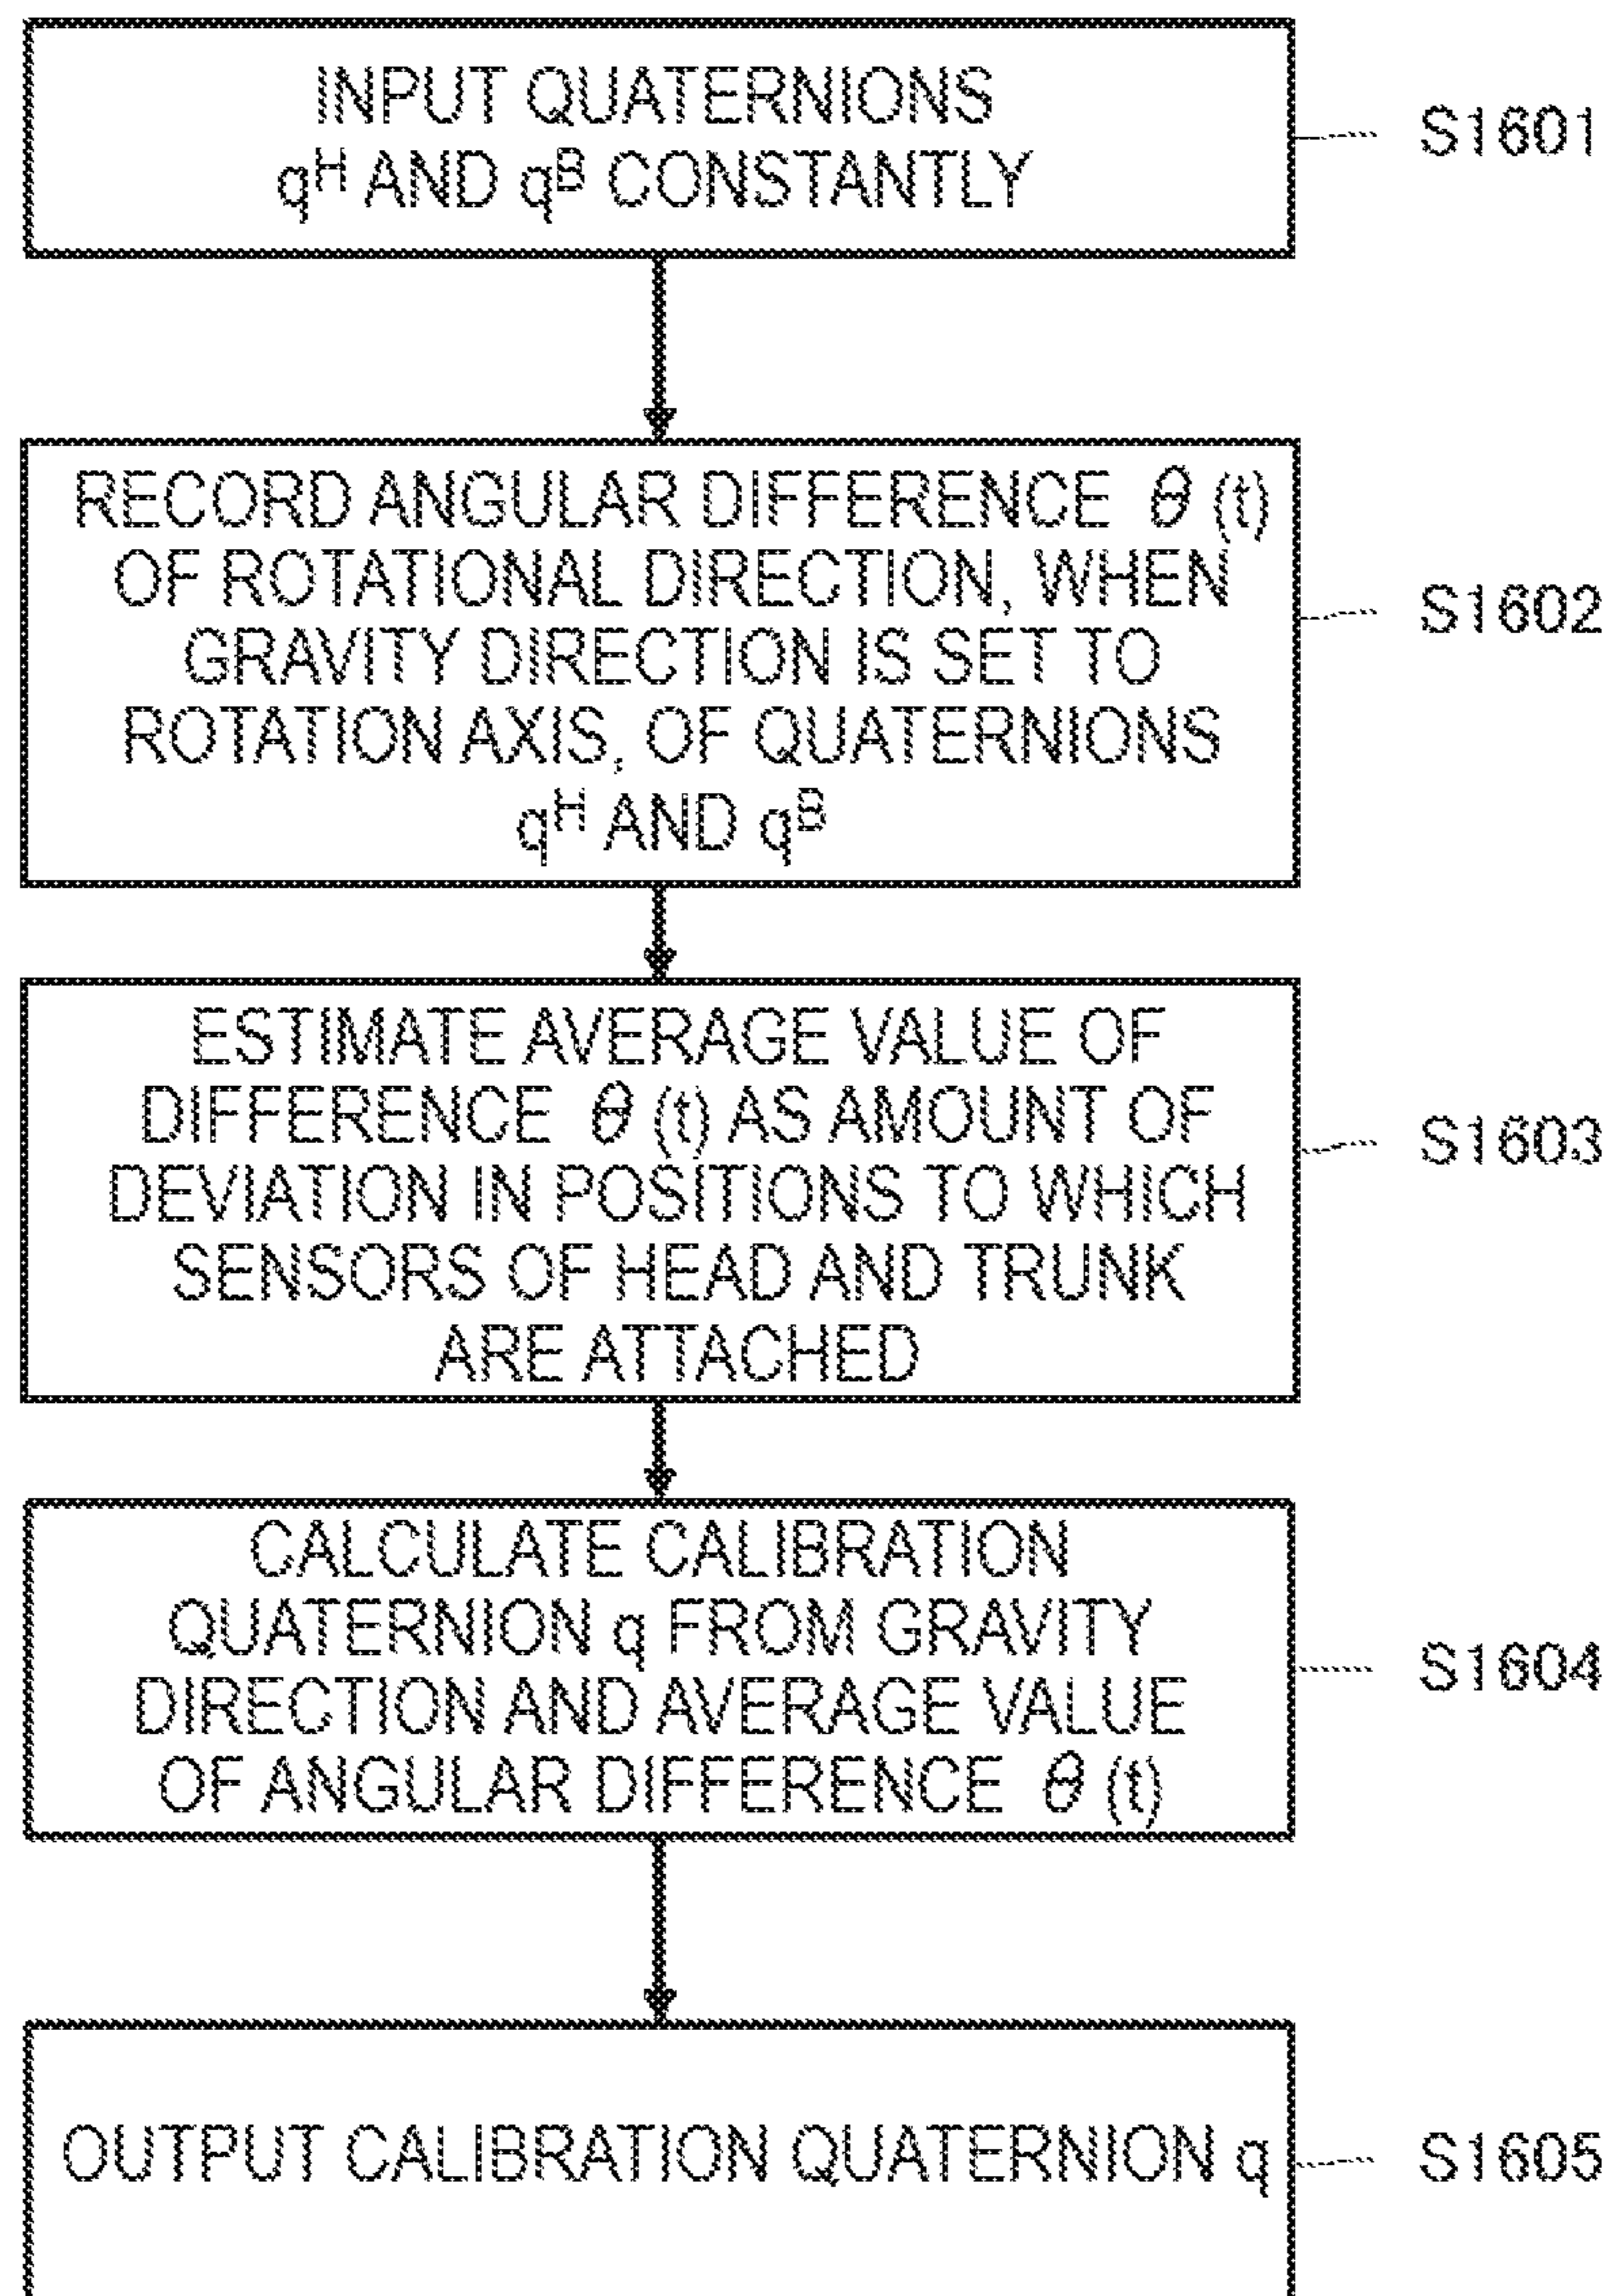 INPUT QUATERNIONS
qᴴ AND qᴮ CONSTANTLY
S1601
RECORD ANGULAR DIFFERENCE θ (t)
OF ROTATIONAL DIRECTION, WHEN
GRAVITY DIRECTION IS SET TO
ROTATION AXIS, OF QUATERNIONS
qᴴ AND qᴮ
S1602
ESTIMATE AVERAGE VALUE OF
DIFFERENCE θ (t) AS AMOUNT OF
DEVIATION IN POSITIONS TO WHICH
SENSORS OF HEAD AND TRUNK
ARE ATTACHED
S1603
CALCULATE CALIBRATION
QUATERNION q FROM GRAVITY
DIRECTION AND AVERAGE VALUE
OF ANGULAR DIFFERENCE θ (t)
S1604
OUTPUT CALIBRATION QUATERNION q
S1605